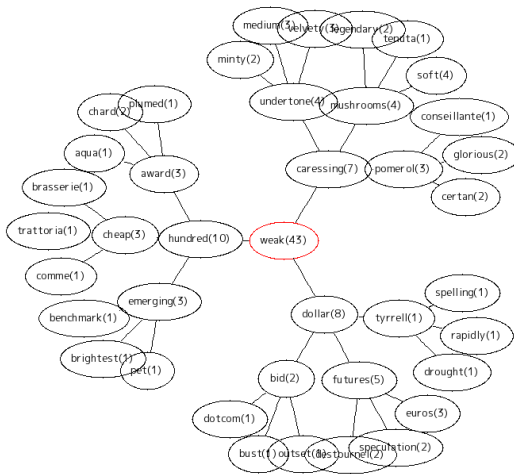 medium(3)
velvety(3)
legendary(2)
tenuta(1)
minty(2)
soft(4)
undertone(4)
mushrooms(4)
conseillante(1)
chard(2)
plumed(1)
aqua(1)
glorious(2)
caressing(7)
pomerol(3)
award(3)
brasserie(1)
certan(2)
trattoria(1)
cheap(3)
hundred(10)
weak(43)
comme(1)
emerging(3)
spelling(1)
benchmark(1)
dollar(8)
tyrrell(1)
rapidly(1)
brightest(1)
pet(1)
drought(1)
bid(2)
futures(5)
dotcom(1)
euros(3)
bust(1)
outset(1)
destournel(2)
speculation(2)